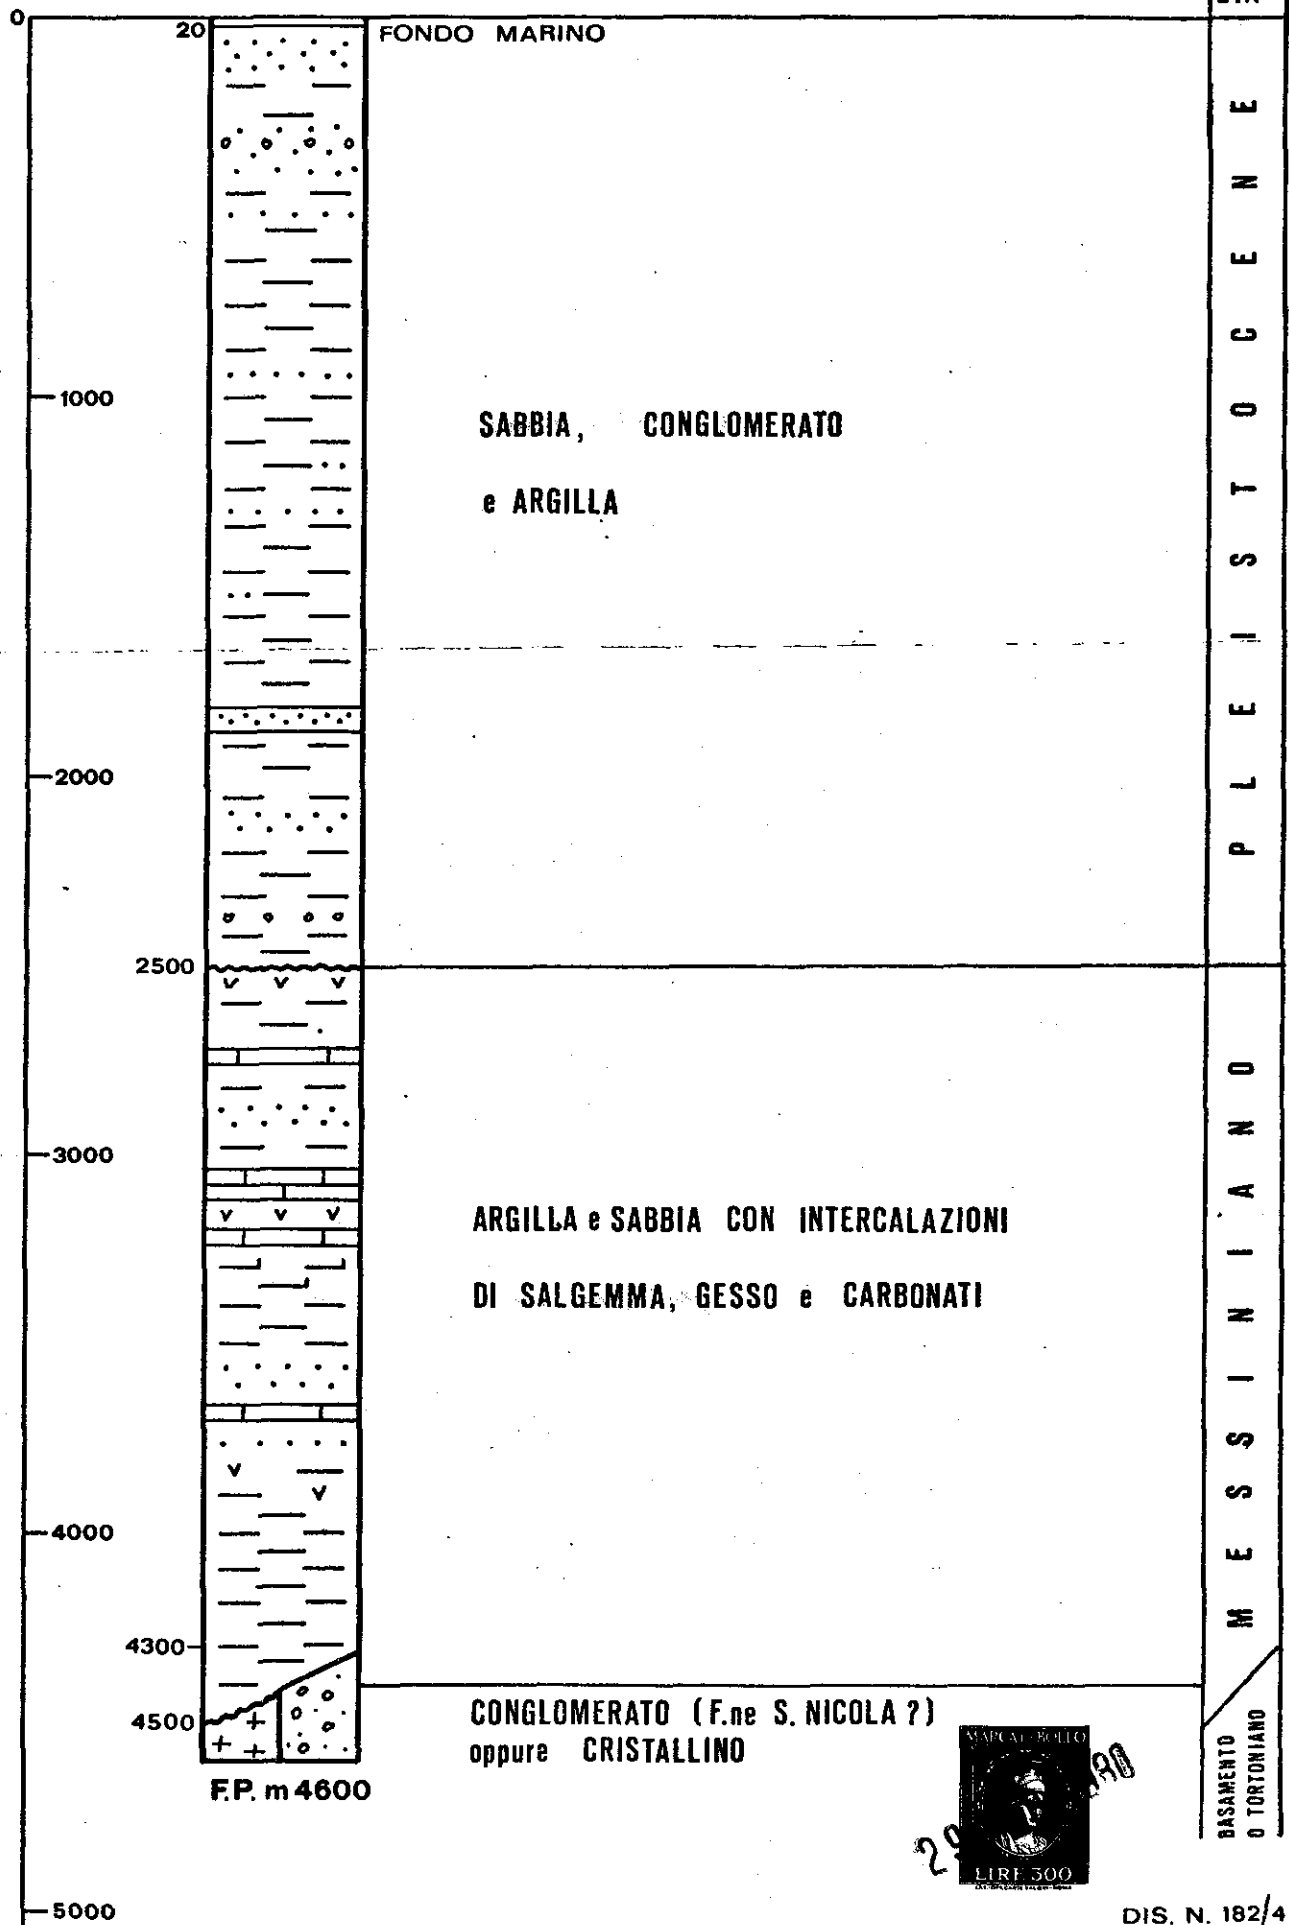 0
20
FONDO MARINO
1000
SABBIA, CONGLOMERATO
e ARGILLA
PLEISTOCENE
2000
2500
3000
ARGILLA e SABBIA CON INTERCALAZIONI
DI SALGEMMA, GESSO e CARBONATI
MESSINIANO
4000
4300
4500
CONGLOMERATO (F.ne S. NICOLA ?)
oppure CRISTALLINO
BASAMENTO
O TORTONIANO
F.P. m 4600
MARCA DA BOLLO
LIRE 500
5000
DIS. N. 182/4